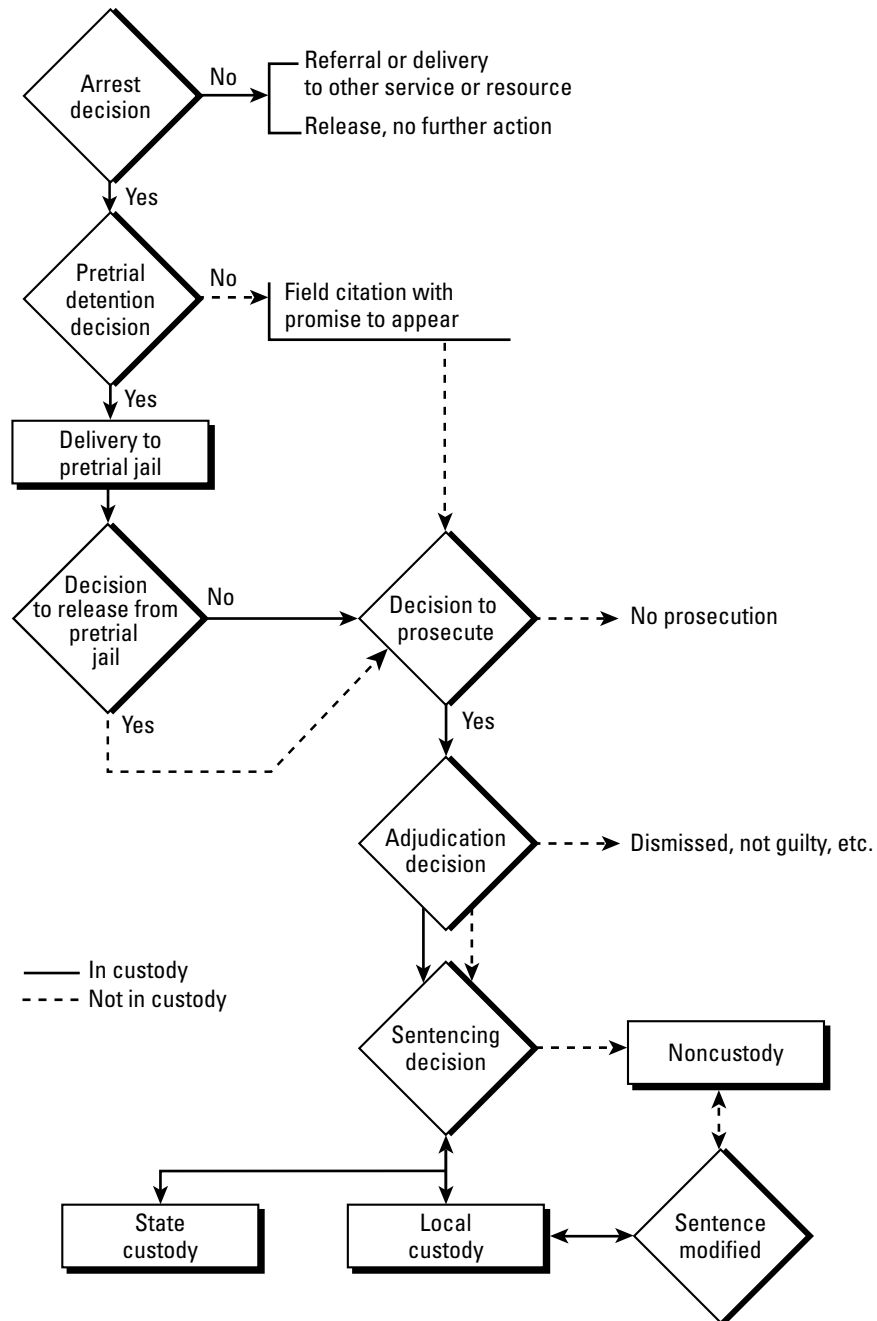 Arrest
decision
No
Referral or delivery
to other service or resource
Release, no further action
Yes
Pretrial
detention
decision
No
Field citation with
promise to appear
Yes
Delivery to
pretrial jail
Decision
to release from
pretrial
jail
No
Yes
Decision to
prosecute
No prosecution
Yes
Adjudication
decision
Dismissed, not guilty, etc.
In custody
Not in custody
Sentencing
decision
Noncustody
State
custody
Local
custody
Sentence
modified